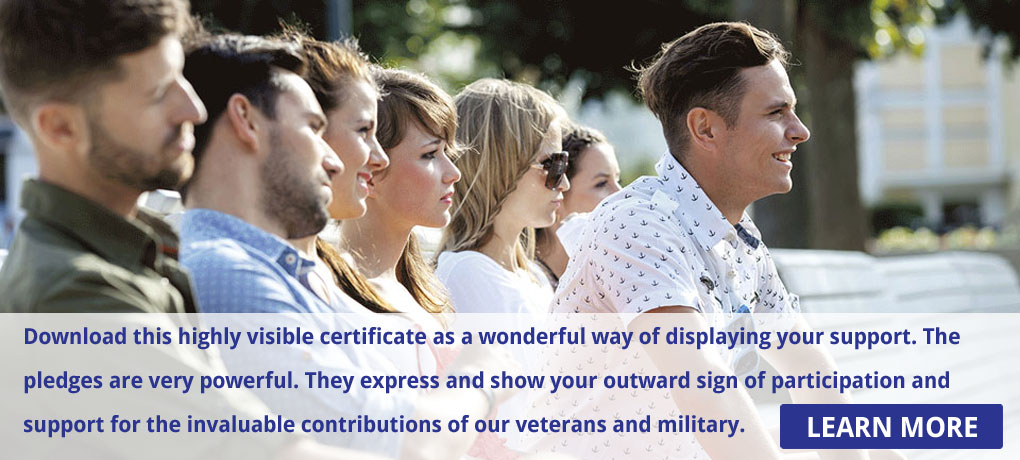 Download this highly visible certificate as a wonderful way of displaying your support. The
pledges are very powerful. They express and show your outward sign of participation and
support for the invaluable contributions of our veterans and military.
LEARN MORE